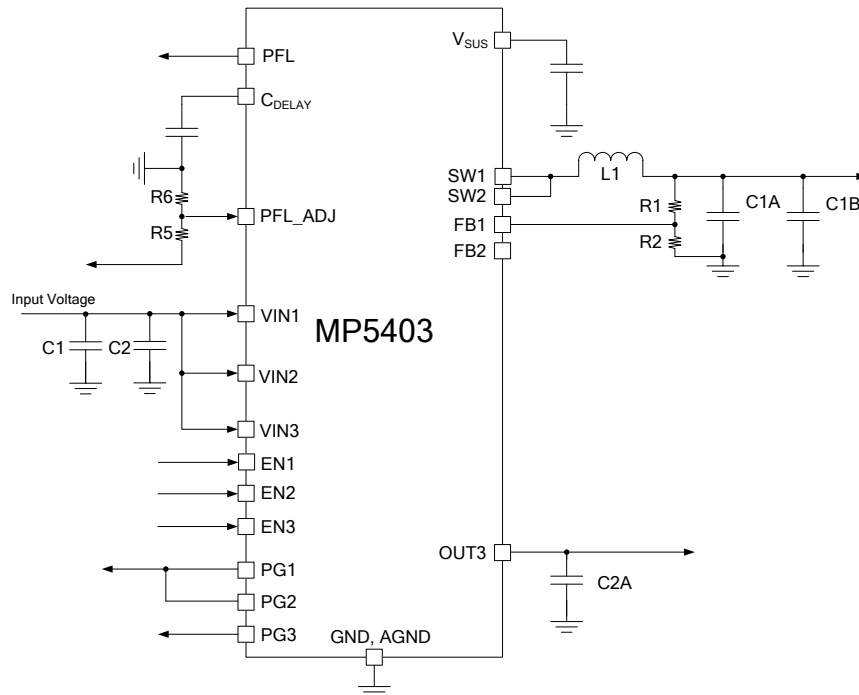 PFL
C_DELAY
R6
PFL_ADJ
R5
Input Voltage
VIN1
C1
C2
VIN2
VIN3
EN1
EN2
EN3
PG1
PG2
PG3
MP5403
GND, AGND
V_SUS
SW1
L1
SW2
R1
C1A
C1B
FB1
R2
FB2
OUT3
C2A